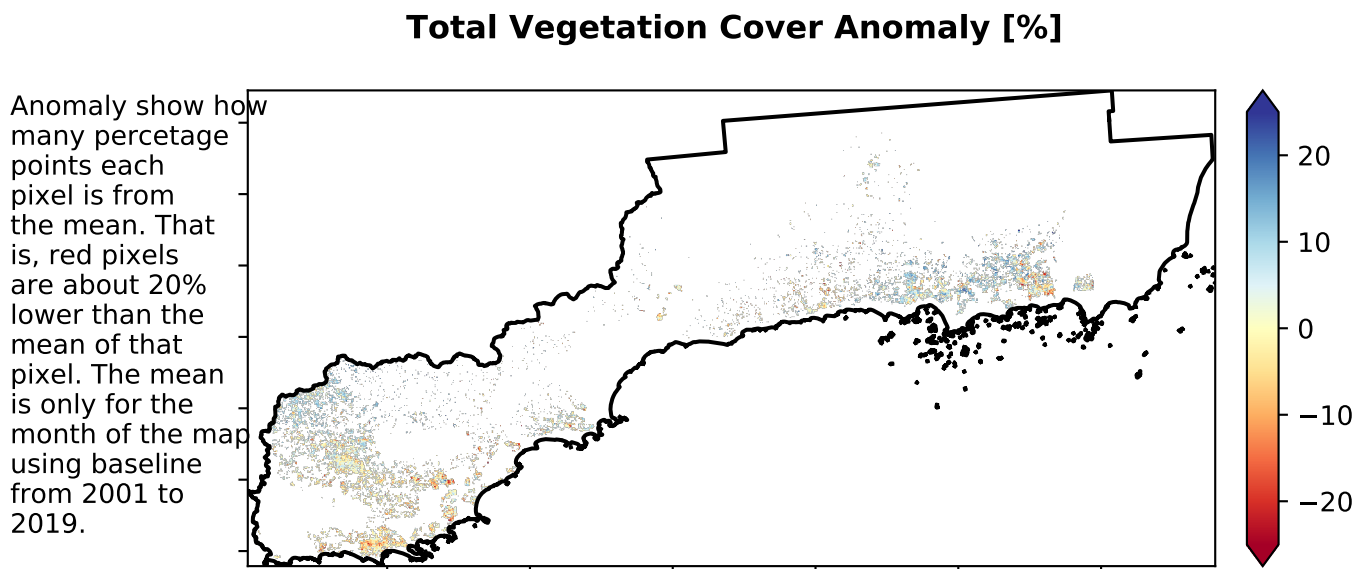 Total Vegetation Cover Anomaly [%]
Anomaly show how
many percetage
points each
pixel is from
the mean. That
is, red pixels
are about 20%
lower than the
mean of that
pixel. The mean
is only for the
month of the map
using baseline
from 2001 to
2019.
20
10
0
−10
−20